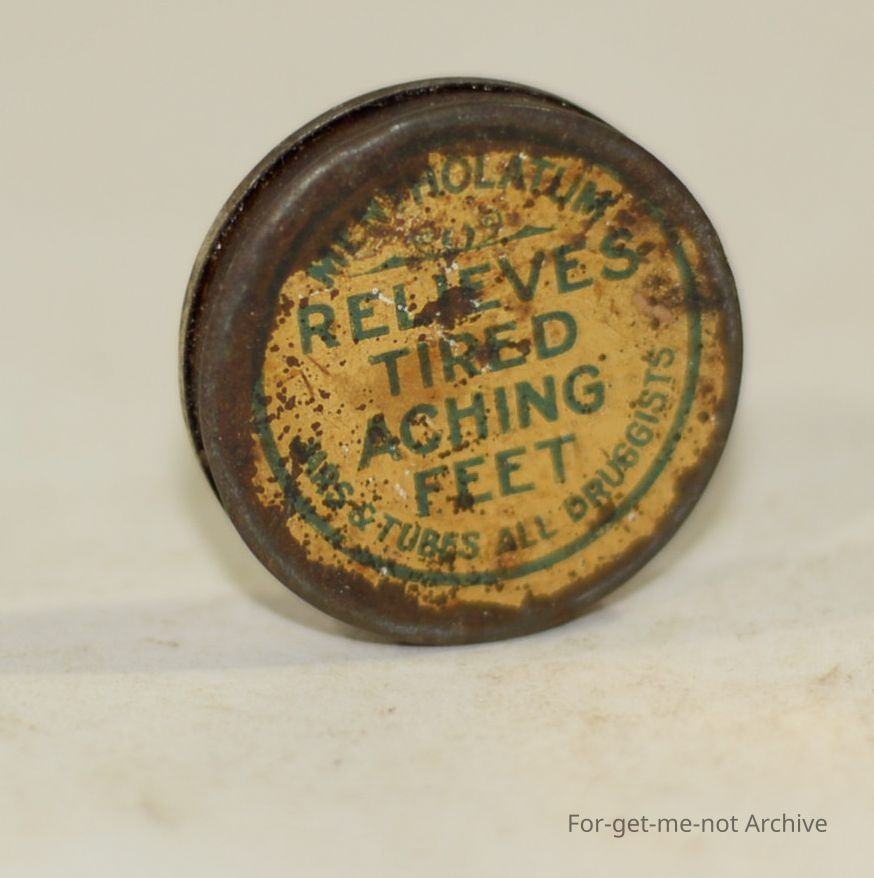 MENTHOLATUM
RELIEVES
TIRED
ACHING
FEET
JARS & TUBES ALL DRUGGISTS
For-get-me-not Archive